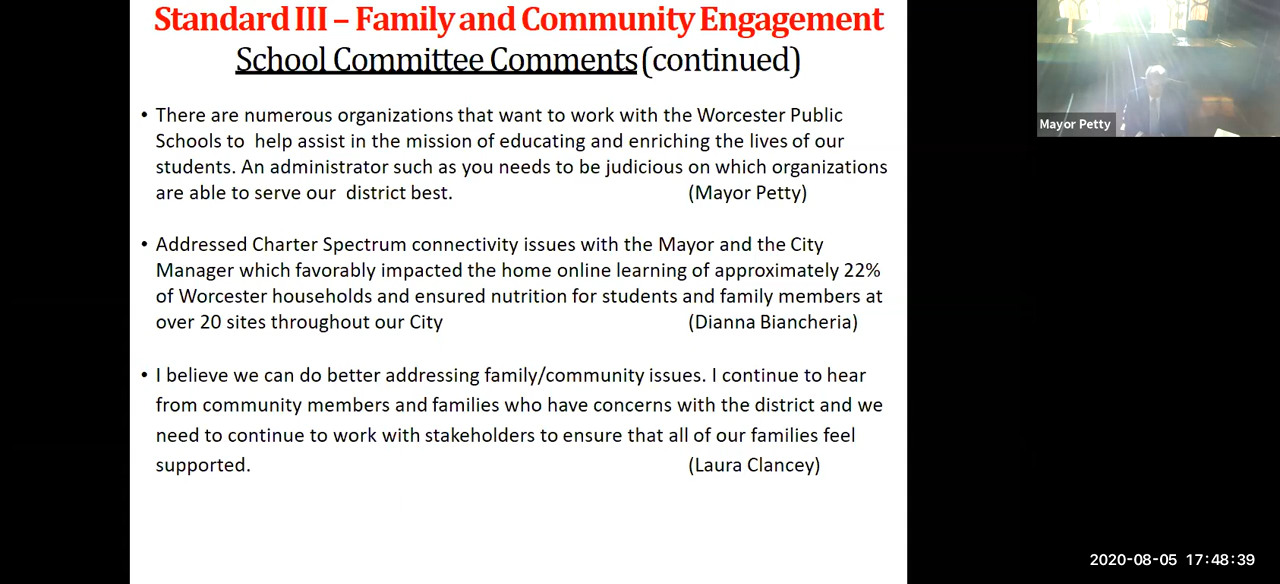 Standard III – Family and Community Engagement
School Committee Comments (continued)
• There are numerous organizations that want to work with the Worcester Public
Schools to help assist in the mission of educating and enriching the lives of our
students. An administrator such as you needs to be judicious on which organizations
are able to serve our district best. (Mayor Petty)
• Addressed Charter Spectrum connectivity issues with the Mayor and the City
Manager which favorably impacted the home online learning of approximately 22%
of Worcester households and ensured nutrition for students and family members at
over 20 sites throughout our City (Dianna Biancheria)
• I believe we can do better addressing family/community issues. I continue to hear
from community members and families who have concerns with the district and we
need to continue to work with stakeholders to ensure that all of our families feel
supported. (Laura Clancey)
Mayor Petty
2020-08-05 17:48:39